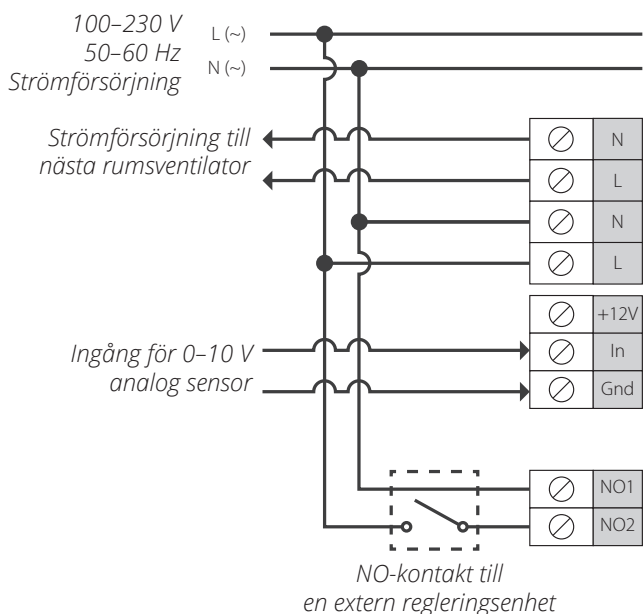 100–230 V
50–60 Hz
Strömförsörjning
L (~)
N (~)
Strömförsörjning till
nästa rumsventilator
N
L
N
L
+12V
In
Gnd
Ingång för 0–10 V
analog sensor
NO1
NO2
NO-kontakt till
en extern regleringsenhet